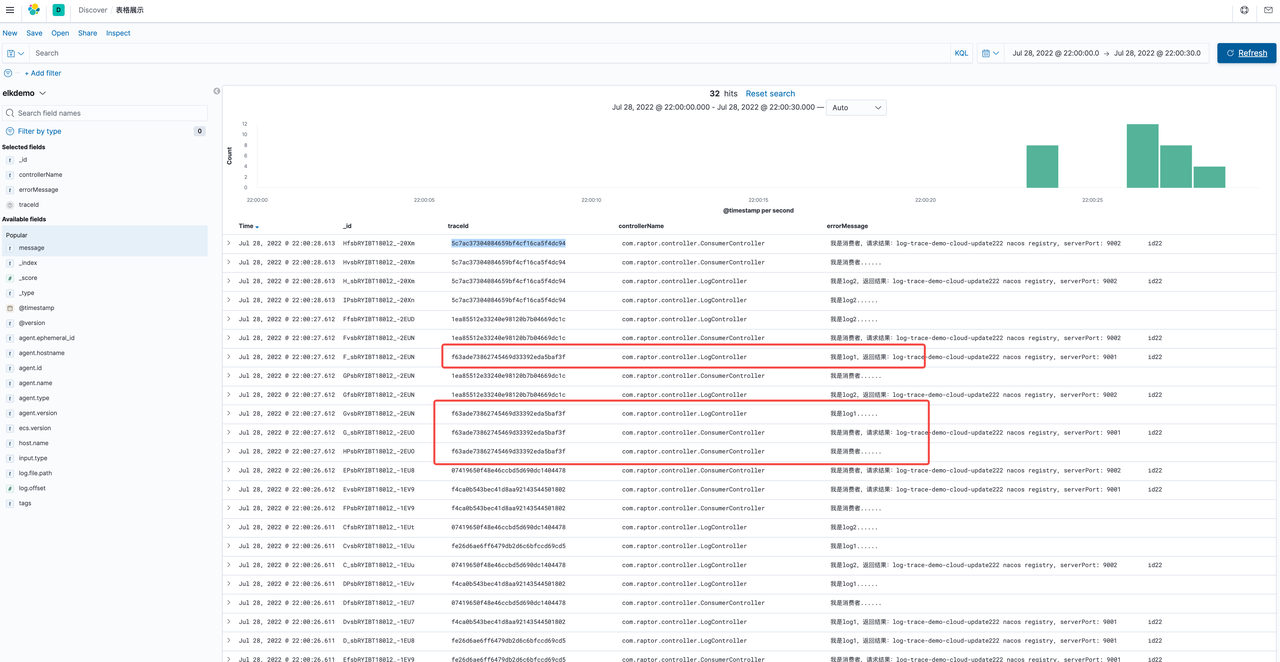 D Discover 表格展示
New Save Open Share Inspect
Search KQL Jul 28, 2022 @ 22:00:00.0 → Jul 28, 2022 @ 22:00:30.0 Refresh
+ Add filter
elkdemo
Search field names
Filter by type 0
Selected fields
t _id
t controllerName
t errorMessage
traceId
Available fields
Popular
t message
t _index
# _score
t _type
@timestamp
t @version
t agent.ephemeral_id
t agent.hostname
t agent.id
t agent.name
t agent.type
t agent.version
t ecs.version
t host.name
t input.type
t log.file.path
# log.offset
t tags
32 hits Reset search
Jul 28, 2022 @ 22:00:00.000 - Jul 28, 2022 @ 22:00:30.000 — Auto
Count
12
10
8
6
4
2
0
22:00:00 22:00:05 22:00:10 22:00:15 22:00:20 22:00:25
@timestamp per second
Time _id traceId controllerName errorMessage
Jul 28, 2022 @ 22:00:28.613 HfsbRYIBT180l2_-20Xm 5c7ac37304084659bf4cf16ca5f4dc94 com.raptor.controller.ConsumerController 我是消费者, 请求结果: log-trace-demo-cloud-update222 nacos registry, serverPort: 9002 id22
Jul 28, 2022 @ 22:00:28.613 HvsbRYIBT180l2_-20Xm 5c7ac37304084659bf4cf16ca5f4dc94 com.raptor.controller.ConsumerController 我是消费者......
Jul 28, 2022 @ 22:00:28.613 H_sbRYIBT180l2_-20Xm 5c7ac37304084659bf4cf16ca5f4dc94 com.raptor.controller.LogController 我是log2, 返回结果: log-trace-demo-cloud-update222 nacos registry, serverPort: 9002 id22
Jul 28, 2022 @ 22:00:28.613 IPsbRYIBT180l2_-20Xn 5c7ac37304084659bf4cf16ca5f4dc94 com.raptor.controller.LogController 我是log2......
Jul 28, 2022 @ 22:00:27.612 FfsbRYIBT180l2_-2EUD 1ea85512e33240e98120b7b04669dc1c com.raptor.controller.LogController 我是log2......
Jul 28, 2022 @ 22:00:27.612 FvsbRYIBT180l2_-2EUN 1ea85512e33240e98120b7b04669dc1c com.raptor.controller.ConsumerController 我是消费者, 请求结果: log-trace-demo-cloud-update222 nacos registry, serverPort: 9002 id22
Jul 28, 2022 @ 22:00:27.612 F_sbRYIBT180l2_-2EUN f63ade73862745469d33392eda5baf3f com.raptor.controller.LogController 我是log1, 返回结果: log-trace-demo-cloud-update222 nacos registry, serverPort: 9001 id22
Jul 28, 2022 @ 22:00:27.612 GPsbRYIBT180l2_-2EUN 1ea85512e33240e98120b7b04669dc1c com.raptor.controller.ConsumerController 我是消费者......
Jul 28, 2022 @ 22:00:27.612 GfsbRYIBT180l2_-2EUN 1ea85512e33240e98120b7b04669dc1c com.raptor.controller.LogController 我是log2, 返回结果: log-trace-demo-cloud-update222 nacos registry, serverPort: 9002 id22
Jul 28, 2022 @ 22:00:27.612 GvsbRYIBT180l2_-2EUN f63ade73862745469d33392eda5baf3f com.raptor.controller.LogController 我是log1......
Jul 28, 2022 @ 22:00:27.612 G_sbRYIBT180l2_-2EUO f63ade73862745469d33392eda5baf3f com.raptor.controller.ConsumerController 我是消费者, 请求结果: log-trace-demo-cloud-update222 nacos registry, serverPort: 9001 id22
Jul 28, 2022 @ 22:00:27.612 HPsbRYIBT180l2_-2EUO f63ade73862745469d33392eda5baf3f com.raptor.controller.ConsumerController 我是消费者......
Jul 28, 2022 @ 22:00:26.612 EPsbRYIBT180l2_-1EU8 07419650f48e46ccbd5d690dc1404478 com.raptor.controller.ConsumerController 我是消费者, 请求结果: log-trace-demo-cloud-update222 nacos registry, serverPort: 9002 id22
Jul 28, 2022 @ 22:00:26.612 EvsbRYIBT180l2_-1EV9 f4ca0b543bec41d8aa92143544501802 com.raptor.controller.ConsumerController 我是消费者, 请求结果: log-trace-demo-cloud-update222 nacos registry, serverPort: 9001 id22
Jul 28, 2022 @ 22:00:26.612 FPsbRYIBT180l2_-1EV9 f4ca0b543bec41d8aa92143544501802 com.raptor.controller.ConsumerController 我是消费者......
Jul 28, 2022 @ 22:00:26.611 CfsbRYIBT180l2_-1EUt 07419650f48e46ccbd5d690dc1404478 com.raptor.controller.LogController 我是log2......
Jul 28, 2022 @ 22:00:26.611 CvsbRYIBT180l2_-1EUu fe26d6ae6ff6479db2d6c6bfccd69cd5 com.raptor.controller.LogController 我是log1......
Jul 28, 2022 @ 22:00:26.611 C_sbRYIBT180l2_-1EUu 07419650f48e46ccbd5d690dc1404478 com.raptor.controller.LogController 我是log2, 返回结果: log-trace-demo-cloud-update222 nacos registry, serverPort: 9002 id22
Jul 28, 2022 @ 22:00:26.611 DPsbRYIBT180l2_-1EUv f4ca0b543bec41d8aa92143544501802 com.raptor.controller.LogController 我是log1......
Jul 28, 2022 @ 22:00:26.611 DfsbRYIBT180l2_-1EU7 07419650f48e46ccbd5d690dc1404478 com.raptor.controller.ConsumerController 我是消费者......
Jul 28, 2022 @ 22:00:26.611 DvsbRYIBT180l2_-1EU7 f4ca0b543bec41d8aa92143544501802 com.raptor.controller.LogController 我是log1, 返回结果: log-trace-demo-cloud-update222 nacos registry, serverPort: 9001 id22
Jul 28, 2022 @ 22:00:26.611 D_sbRYIBT180l2_-1EU8 fe26d6ae6ff6479db2d6c6bfccd69cd5 com.raptor.controller.LogController 我是log1, 返回结果: log-trace-demo-cloud-update222 nacos registry, serverPort: 9001 id22
Jul 28, 2022 @ 22:00:26.611 EfsbRYIBT180l2_-1EV9 fe26d6ae6ff6479db2d6c6bfccd69cd5 com.raptor.controller.ConsumerController 我是消费者, 请求结果: log-trace-demo-cloud-update222 nacos registry, serverPort: 9001 id22